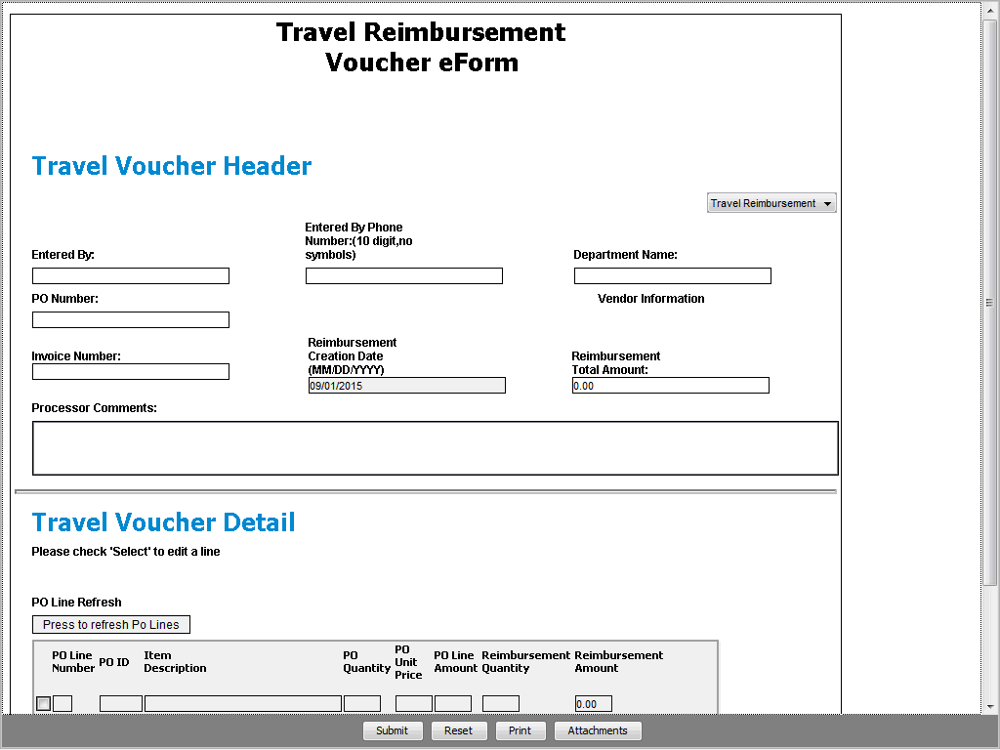 Travel Reimbursement
Voucher eForm
Travel Voucher Header
Travel Reimbursement
Entered By:
Entered By Phone
Number:(10 digit,no
symbols)
Department Name:
PO Number:
Vendor Information
Invoice Number:
Reimbursement
Creation Date
(MM/DD/YYYY)
09/01/2015
Reimbursement
Total Amount:
0.00
Processor Comments:
Travel Voucher Detail
Please check 'Select' to edit a line
PO Line Refresh
Press to refresh Po Lines
PO Line
Number
PO ID
Item
Description
PO
Quantity
PO
Unit
Price
PO Line
Amount
Reimbursement
Quantity
Reimbursement
Amount
0.00
Submit
Reset
Print
Attachments